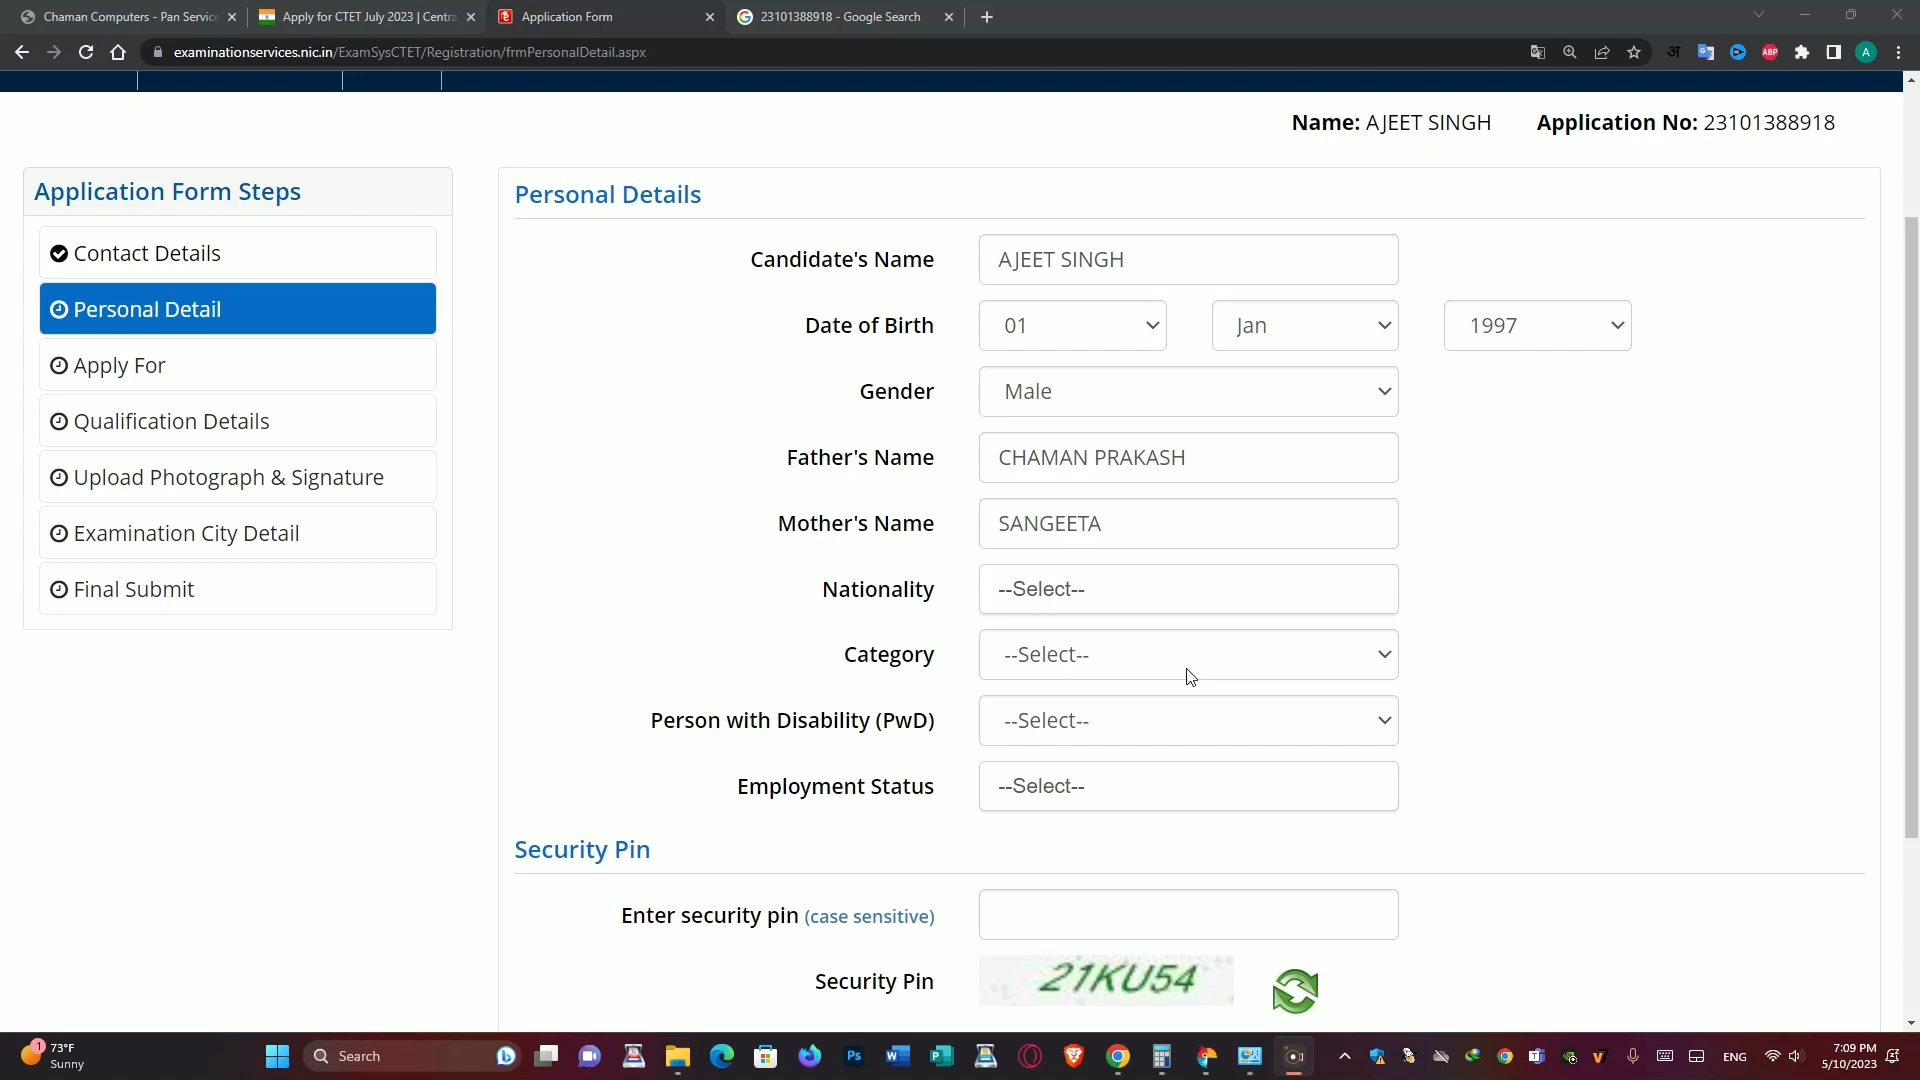 Chaman Computers - Pan Service
Apply for CTET July 2023 | Centra
Application Form
23101388918 - Google Search
examinationservices.nic.in/ExamSysCTET/Registration/frmPersonalDetail.aspx
अ
ABP
A
Name: AJEET SINGH Application No: 23101388918
Application Form Steps
Contact Details
Personal Detail
Apply For
Qualification Details
Upload Photograph & Signature
Examination City Detail
Final Submit
Personal Details
Candidate's Name AJEET SINGH
Date of Birth 01 Jan 1997
Gender Male
Father's Name CHAMAN PRAKASH
Mother's Name SANGEETA
Nationality --Select--
Category --Select--
Person with Disability (PwD) --Select--
Employment Status --Select--
Security Pin
Enter security pin (case sensitive)
Security Pin 21KU54
1
73°F
Sunny
Search
Ps
ENG
7:09 PM
5/10/2023